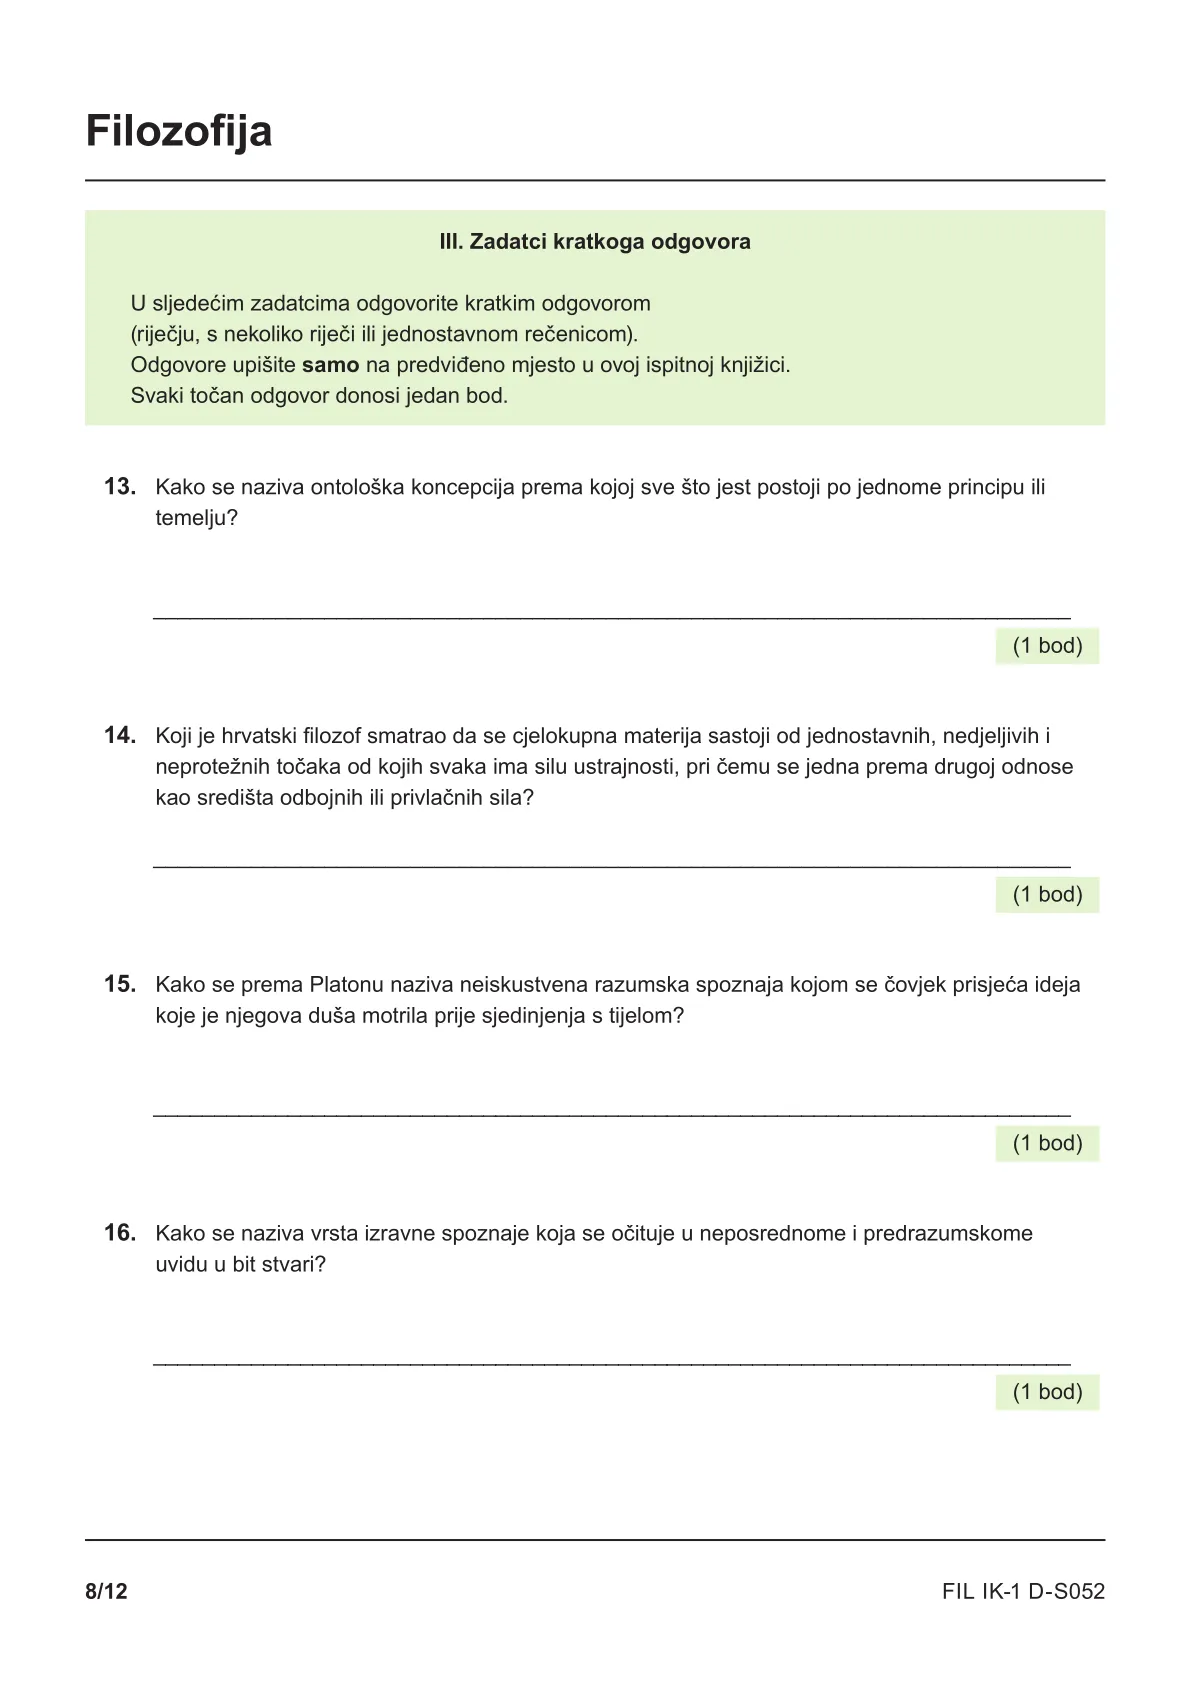 Filozofija
III. Zadatci kratkoga odgovora
U sljedećim zadatcima odgovorite kratkim odgovorom
(riječju, s nekoliko riječi ili jednostavnom rečenicom).
Odgovore upišite samo na predviđeno mjesto u ovoj ispitnoj knjižici.
Svaki točan odgovor donosi jedan bod.
13. Kako se naziva ontološka koncepcija prema kojoj sve što jest postoji po jednome principu ili
temelju?
(1 bod)
14. Koji je hrvatski filozof smatrao da se cjelokupna materija sastoji od jednostavnih, nedjeljivih i
neprotežnih točaka od kojih svaka ima silu ustrajnosti, pri čemu se jedna prema drugoj odnose
kao središta odbojnih ili privlačnih sila?
(1 bod)
15. Kako se prema Platonu naziva neiskustvena razumska spoznaja kojom se čovjek prisjeća ideja
koje je njegova duša motrila prije sjedinjenja s tijelom?
(1 bod)
16. Kako se naziva vrsta izravne spoznaje koja se očituje u neposrednome i predrazumskome
uvidu u bit stvari?
(1 bod)
8/12 FIL IK-1 D-S052